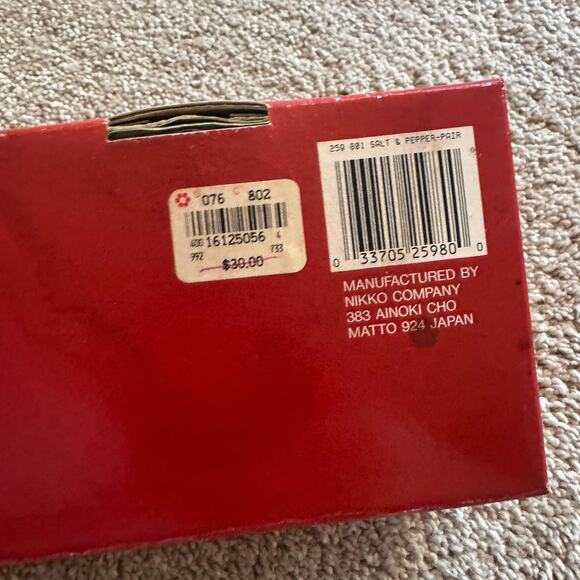 076 802
400 16125056 4
992 733
$30.00
259 801 SALT & PEPPER-PAIR
0 33705 25980 0
MANUFACTURED BY
NIKKO COMPANY
383 AINOKI CHO
MATTO 924 JAPAN